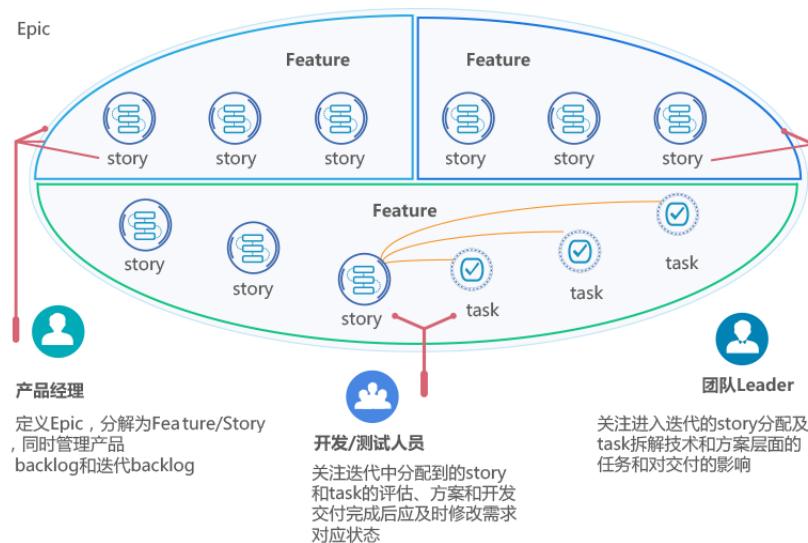 Epic
Feature
Feature
story
story
story
story
story
story
Feature
story
story
story
task
task
task
产品经理
定义Epic，分解为Feature/Story
，同时管理产品
backlog和迭代backlog
开发/测试人员
关注迭代中分配到的story
和task的评估、方案和开发
交付完成后应及时修改需求
对应状态
团队Leader
关注进入迭代的story分配及
task拆解技术和方案层面的
任务和对交付的影响